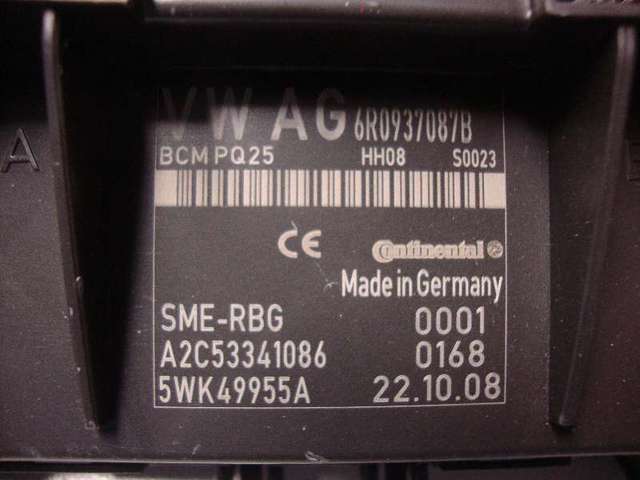 A
VW AG 6R0937087B
BCM PQ25 HH08 S0023
CE Continental
Made in Germany
SME-RBG 0001
A2C53341086 0168
5WK49955A 22.10.08